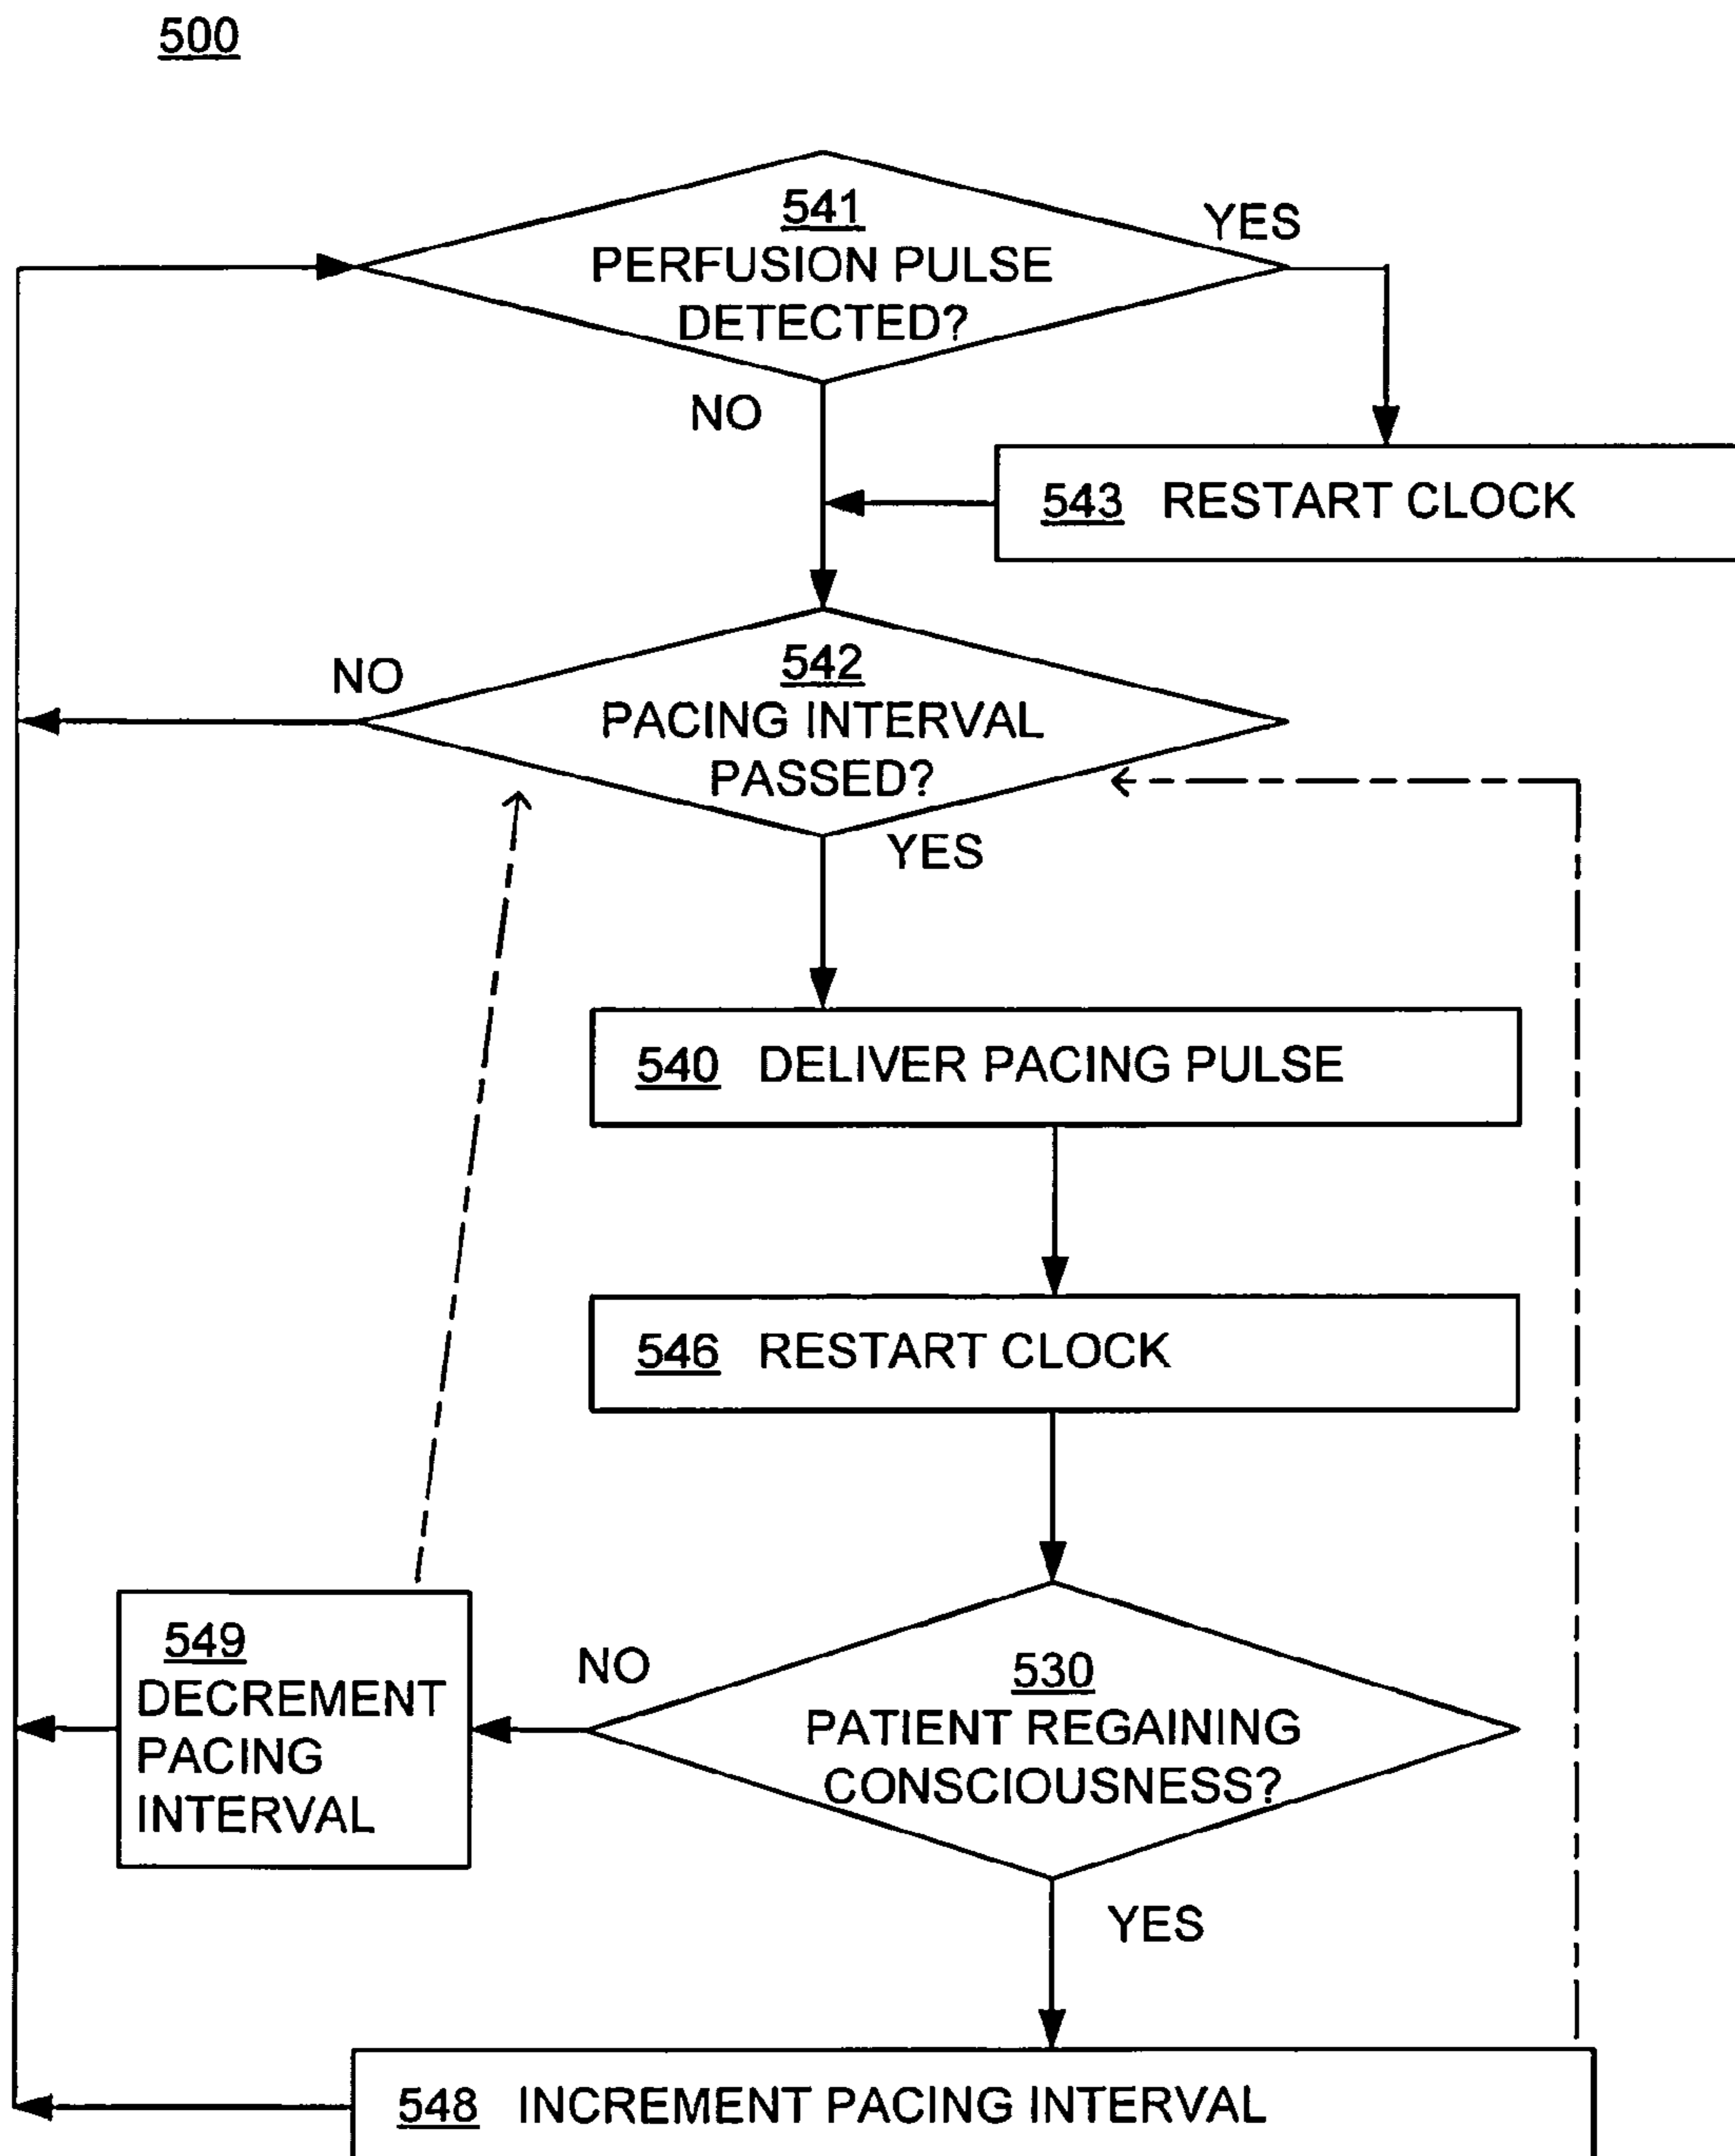 500
541
PERFUSION PULSE
DETECTED?
YES
NO
543 RESTART CLOCK
542
PACING INTERVAL
PASSED?
NO
YES
540 DELIVER PACING PULSE
546 RESTART CLOCK
549
DECREMENT
PACING
INTERVAL
NO
530
PATIENT REGAINING
CONSCIOUSNESS?
YES
548 INCREMENT PACING INTERVAL